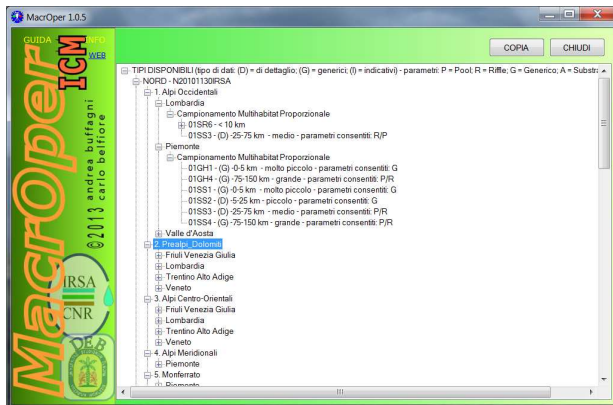 MacrOper 1.0.5
GUIDA
INFO
WEB
MacrOper
ICM
©2013 andrea buffagni
carlo belfiore
IRSA
CNR
DEB
COPIA
CHIUDI
TIPI DISPONIBILI (tipo di dati: (D) = di dettaglio; (G) = generici; (I) = indicativi) - parametri: P = Pool; R = Riffle; G = Generico; A = Substra
NORD - N20101130IRSA
1. Alpi Occidentali
Lombardia
Campionamento Multihabitat Proporzionale
01SR6 - < 10 km
01SS3 - (D) -25-75 km - medio - parametri consentiti: R/P
Piemonte
Campionamento Multihabitat Proporzionale
01GH1 - (G) -0-5 km - molto piccolo - parametri consentiti: G
01GH4 - (G) -75-150 km - grande - parametri consentiti: P/R
01SS1 - (G) -0-5 km - molto piccolo - parametri consentiti: G
01SS2 - (D) -5-25 km - piccolo - parametri consentiti: G
01SS3 - (D) -25-75 km - medio - parametri consentiti: P/R
01SS4 - (G) -75-150 km - grande - parametri consentiti: P/R
Valle d'Aosta
2. Prealpi_Dolomiti
Friuli Venezia Giulia
Lombardia
Trentino Alto Adige
Veneto
3. Alpi Centro-Orientali
Friuli Venezia Giulia
Lombardia
Trentino Alto Adige
Veneto
4. Alpi Meridionali
Piemonte
5. Monferrato
Piemonte